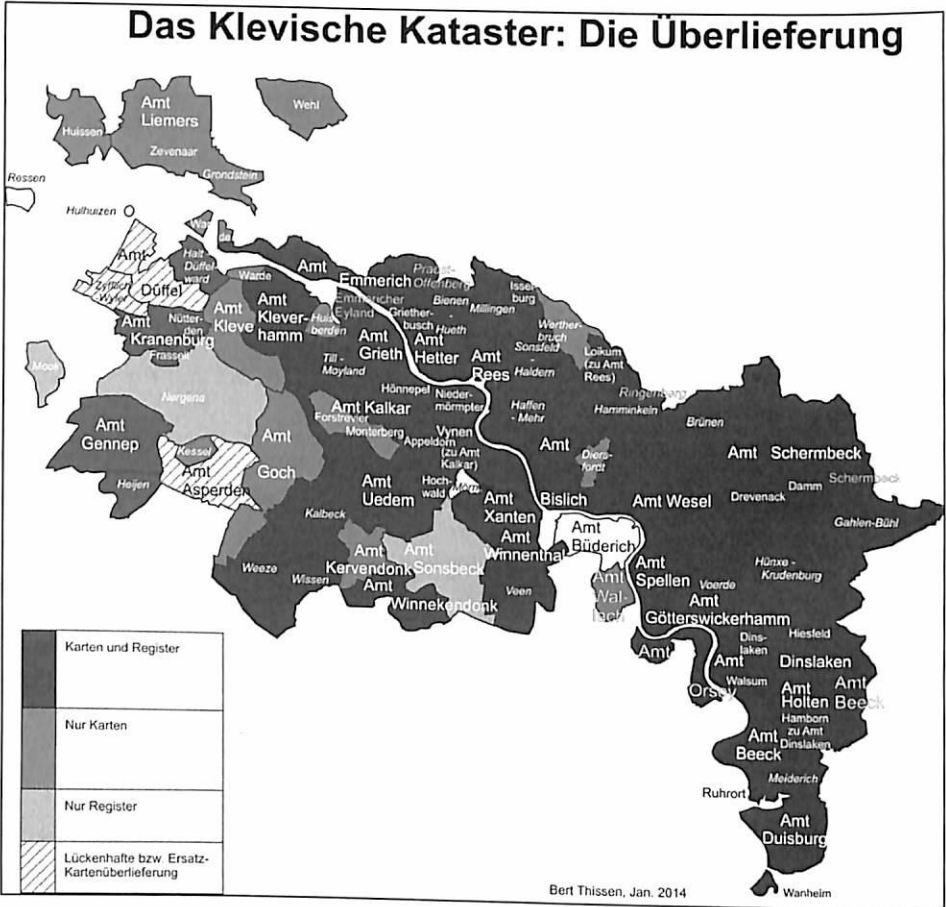 Das Klevische Kataster: Die Überlieferung
Wehl
Amt
Liemers
Huissen
Zevenaar
Grondstein
Ressen
Hulhuizen
Amt
Düffel
Zyfflich
Wyler
Halt
Düffel-
ward
Warde
Amt
Emmerich
Emmericher
Eyland
Praest-
Offenberg
Bienen
Millingen
Issel-
burg
Griether-
busch
Hueth
Amt
Kranenburg
Nütter-
den
Frasselt
Amt
Kleve
Amt
Klever-
hamm
Huis-
berden
Amt
Grieth
Amt
Hetter
Amt
Rees
Sonsfeld
-
Haldern
Werther-
bruch
Loikum
(zu Amt
Rees)
Till -
Moyland
Mook
Nergena
Hönnepel
Nieder-
mörmpter
Haffen
- Mehr
Ringenberg
Hamminkeln
Brünen
Amt Kalkar
Forstrevier
Monterberg
Appeldorn
Vynen
(zu Amt
Kalkar)
Amt
Bislich
Diers-
fordt
Amt Schermbeck
Schermbeck
Damm
Drevenack
Gahlen-Bühl
Amt Wesel
Amt
Gennep
Heijen
Kessel
Amt
Asperden
Amt
Goch
Amt
Uedem
Hoch-
wald
Mörm
Amt
Xanten
Kalbeck
Weeze
Wissen
Amt
Kervendonk
Amt
Sonsbeck
Amt
Winnenthal
Amt
Winnekendonk
Veen
Amt
Büderich
Amt
Wal-
lach
Amt
Spellen
Voerde
Hünxe -
Krudenburg
Amt
Götterswickerhamm
Dins-
laken
Hiesfeld
Amt
Dinslaken
Walsum
Amt
Orsoy
Amt
Holten
Amt
Beeck
Hamborn
zu Amt
Dinslaken
Amt
Beeck
Meiderich
Ruhrort
Amt
Duisburg
Wanheim
Karten und Register
Nur Karten
Nur Register
Lückenhafte bzw. Ersatz-
Kartenüberlieferung
Bert Thissen, Jan. 2014